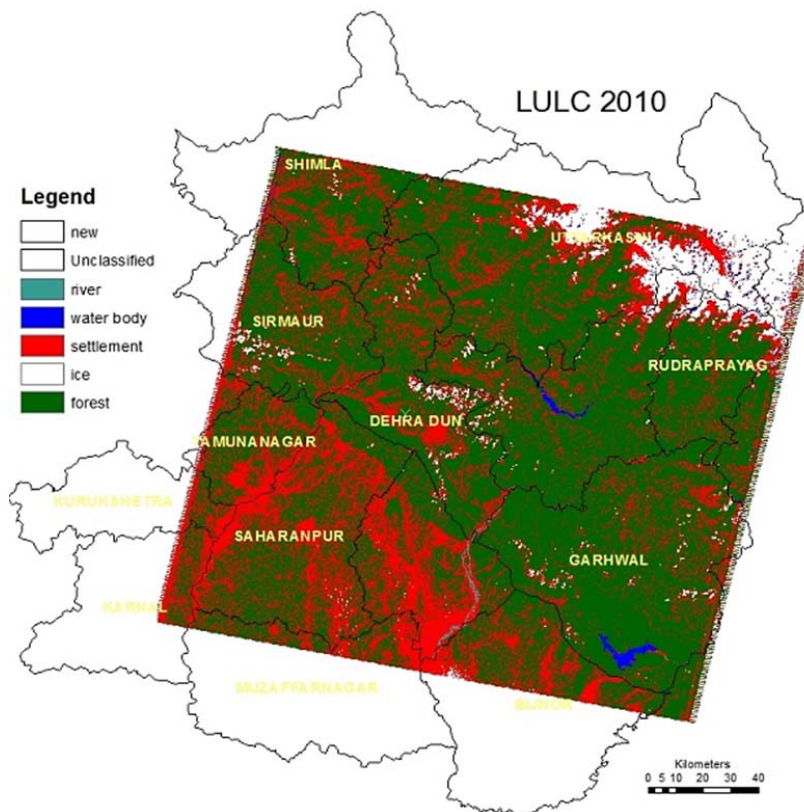 LULC 2010
SHIMLA
Legend
new
Unclassified
river
water body
settlement
ice
forest
UTTARKASHI
SIRMAUR
RUDRAPRAYAG
DEHRA DUN
YAMUNANAGAR
KURUKSHETRA
SAHARANPUR
GARHWAL
KARNAL
MUZAFFARNAGAR
BIJNOR
Kilometers
0 5 10 20 30 40